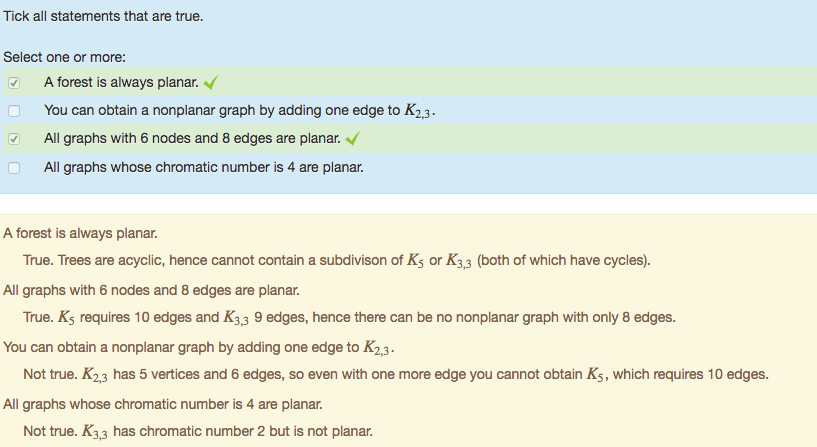 Tick all statements that are true.
Select one or more:
A forest is always planar.
You can obtain a nonplanar graph by adding one edge to K2,3.
All graphs with 6 nodes and 8 edges are planar.
All graphs whose chromatic number is 4 are planar.
A forest is always planar.
True. Trees are acyclic, hence cannot contain a subdivison of K5 or K3,3 (both of which have cycles).
All graphs with 6 nodes and 8 edges are planar.
True. K5 requires 10 edges and K3,3 9 edges, hence there can be no nonplanar graph with only 8 edges.
You can obtain a nonplanar graph by adding one edge to K2,3.
Not true. K2,3 has 5 vertices and 6 edges, so even with one more edge you cannot obtain K5, which requires 10 edges.
All graphs whose chromatic number is 4 are planar.
Not true. K3,3 has chromatic number 2 but is not planar.